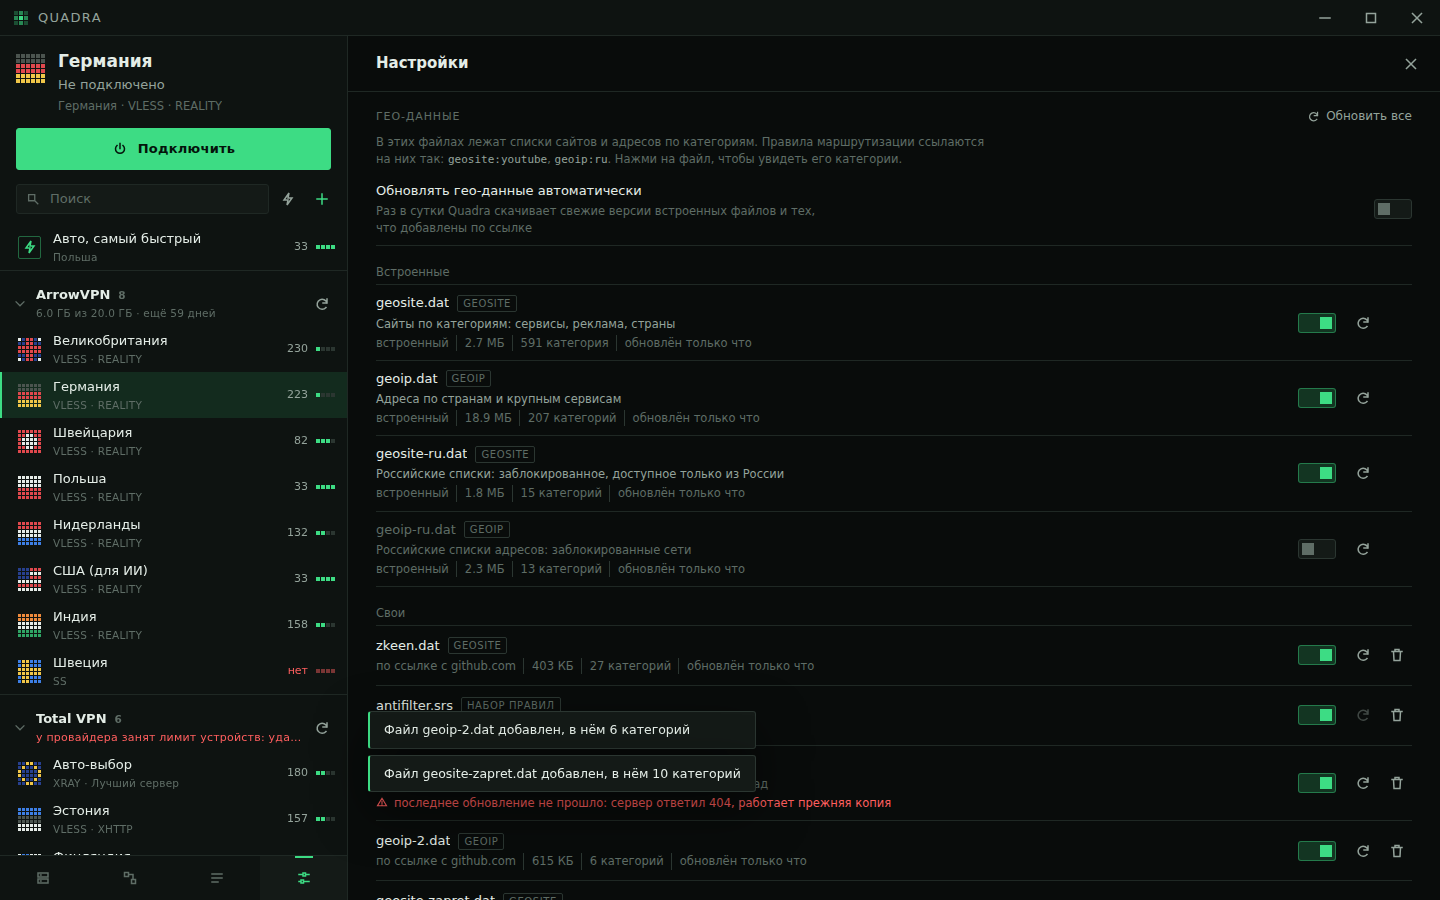 QUADRA
Германия
Не подключено
Германия · VLESS · REALITY
Подключить
Поиск
Авто, самый быстрый
33
Польша
ArrowVPN 8
6.0 ГБ из 20.0 ГБ · ещё 59 дней
Великобритания
230
VLESS · REALITY
Германия
223
VLESS · REALITY
Швейцария
82
VLESS · REALITY
Польша
33
VLESS · REALITY
Нидерланды
132
VLESS · REALITY
США (для ИИ)
33
VLESS · REALITY
Индия
158
VLESS · REALITY
Швеция
нет
SS
Total VPN 6
у провайдера занят лимит устройств: уда...
Авто-выбор
180
XRAY · Лучший сервер
Эстония
157
VLESS · XHTTP
Настройки
ГЕО-ДАННЫЕ
Обновить все
В этих файлах лежат списки сайтов и адресов по категориям. Правила маршрутизации ссылаются
на них так: geosite:youtube, geoip:ru. Нажми на файл, чтобы увидеть его категории.
Обновлять гео-данные автоматически
Раз в сутки Quadra скачивает свежие версии встроенных файлов и тех,
что добавлены по ссылке
Встроенные
geosite.dat GEOSITE
Сайты по категориям: сервисы, реклама, страны
встроенный 2.7 МБ 591 категория обновлён только что
geoip.dat GEOIP
Адреса по странам и крупным сервисам
встроенный 18.9 МБ 207 категорий обновлён только что
geosite-ru.dat GEOSITE
Российские списки: заблокированное, доступное только из России
встроенный 1.8 МБ 15 категорий обновлён только что
geoip-ru.dat GEOIP
Российские списки адресов: заблокированные сети
встроенный 2.3 МБ 13 категорий обновлён только что
Свои
zkeen.dat GEOSITE
по ссылке с github.com 403 КБ 27 категорий обновлён только что
antifilter.srs НАБОР ПРАВИЛ
Файл geoip-2.dat добавлен, в нём 6 категорий
Файл geosite-zapret.dat добавлен, в нём 10 категорий
последнее обновление не прошло: сервер ответил 404, работает прежняя копия
geoip-2.dat GEOIP
по ссылке с github.com 615 КБ 6 категорий обновлён только что
geosite-zapret.dat GEOSITE